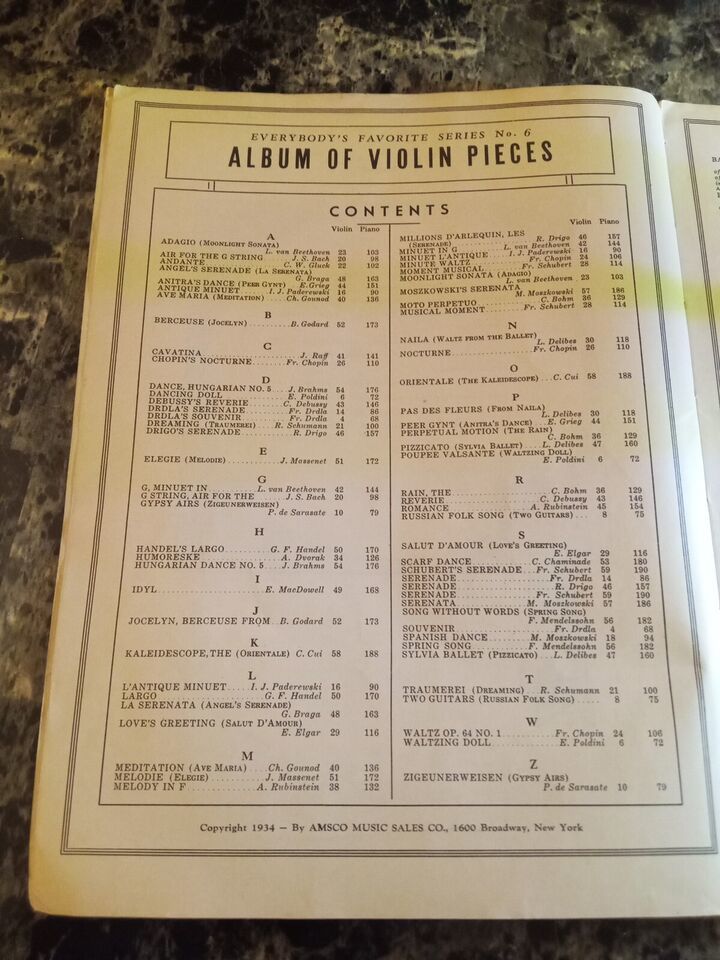 EVERYBODY'S FAVORITE SERIES No. 6
ALBUM OF VIOLIN PIECES
CONTENTS
Violin Piano
A
ADAGIO (MOONLIGHT SONATA)
L. van Beethoven 23 103
AIR FOR THE G STRING J. S. Bach 20 98
ANDANTE C. W. Gluck 22 102
ANGEL'S SERENADE (LA SERENATA)
G. Braga 48 163
ANITRA'S DANCE (PEER GYNT) E. Grieg 44 151
ANTIQUE MINUET I. J. Paderewski 16 90
AVE MARIA (MEDITATION) Ch. Gounod 40 136
B
BERCEUSE (JOCELYN) B. Godard 52 173
C
CAVATINA J. Raff 41 141
CHOPIN'S NOCTURNE Fr. Chopin 26 110
D
DANCE, HUNGARIAN NO. 5 J. Brahms 54 176
DANCING DOLL E. Poldini 6 72
DEBUSSY'S REVERIE C. Debussy 43 146
DRDLA'S SERENADE Fr. Drdla 14 86
DRDLA'S SOUVENIR Fr. Drdla 4 68
DREAMING (TRAUMEREI) R. Schumann 21 100
DRIGO'S SERENADE R. Drigo 46 157
E
ELEGIE (MELODIE) J. Massenet 51 172
G
G, MINUET IN L. van Beethoven 42 144
G STRING, AIR FOR THE J. S. Bach 20 98
GYPSY AIRS (ZIGEUNERWEISEN)
P. de Sarasate 10 79
H
HANDEL'S LARGO G. F. Handel 50 170
HUMORESKE A. Dvorak 34 126
HUNGARIAN DANCE NO. 5 J. Brahms 54 176
I
IDYL E. MacDowell 49 168
J
JOCELYN, BERCEUSE FROM B. Godard 52 173
K
KALEIDESCOPE, THE (ORIENTALE) C. Cui 58 188
L
L'ANTIQUE MINUET I. J. Paderewski 16 90
LARGO G. F. Handel 50 170
LA SERENATA (ANGEL'S SERENADE)
G. Braga 48 163
LOVE'S GREETING (SALUT D'AMOUR)
E. Elgar 29 116
M
MEDITATION (AVE MARIA) Ch. Gounod 40 136
MELODIE (ELEGIE) J. Massenet 51 172
MELODY IN F A. Rubinstein 38 132
Violin Piano
MILLIONS D'ARLEQUIN, LES
(SERENADE) R. Drigo 46 157
MINUET IN G L. van Beethoven 42 144
MINUET L'ANTIQUE I. J. Paderewski 16 90
MINUTE WALTZ Fr. Chopin 24 106
MOMENT MUSICAL Fr. Schubert 28 114
MOONLIGHT SONATA (ADAGIO)
L. van Beethoven 23 103
MOSZKOWSKI'S SERENATA
M. Moszkowski 57 186
MOTO PERPETUO C. Bohm 36 129
MUSICAL MOMENT Fr. Schubert 28 114
N
NAILA (WALTZ FROM THE BALLET)
L. Delibes 30 118
NOCTURNE Fr. Chopin 26 110
O
ORIENTALE (THE KALEIDESCOPE) C. Cui 58 188
P
PAS DES FLEURS (FROM NAILA)
L. Delibes 30 118
PEER GYNT (ANITRA'S DANCE) E. Grieg 44 151
PERPETUAL MOTION (THE RAIN)
C. Bohm 36 129
PIZZICATO (SYLVIA BALLET) L. Delibes 47 160
POUPEE VALSANTE (WALTZING DOLL)
E. Poldini 6 72
R
RAIN, THE C. Bohm 36 129
REVERIE C. Debussy 43 146
ROMANCE A. Rubinstein 45 154
RUSSIAN FOLK SONG (TWO GUITARS) 8 75
S
SALUT D'AMOUR (LOVE'S GREETING)
E. Elgar 29 116
SCARF DANCE C. Chaminade 53 180
SCHUBERT'S SERENADE Fr. Schubert 59 190
SERENADE Fr. Drdla 14 86
SERENADE R. Drigo 46 157
SERENADE Fr. Schubert 59 190
SERENATA M. Moszkowski 57 186
SONG WITHOUT WORDS (SPRING SONG)
F. Mendelssohn 56 182
SOUVENIR Fr. Drdla 4 68
SPANISH DANCE M. Moszkowski 18 94
SPRING SONG F. Mendelssohn 56 182
SYLVIA BALLET (PIZZICATO) L. Delibes 47 160
T
TRAUMEREI (DREAMING) R. Schumann 21 100
TWO GUITARS (RUSSIAN FOLK SONG) 8 75
W
WALTZ OP. 64 NO. 1 Fr. Chopin 24 106
WALTZING DOLL E. Poldini 6 72
Z
ZIGEUNERWEISEN (GYPSY AIRS)
P. de Sarasate 10 79
Copyright 1934 — By AMSCO MUSIC SALES CO., 1600 Broadway, New York